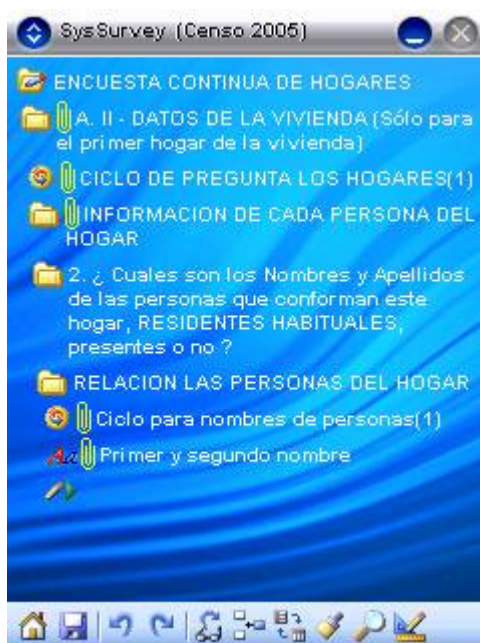 SysSurvey (Censo 2005)
ENCUESTA CONTINUA DE HOGARES
A. II - DATOS DE LA VIVIENDA (Sólo para
el primer hogar de la vivienda)
CICLO DE PREGUNTA LOS HOGARES(1)
INFORMACION DE CADA PERSONA DEL
HOGAR
2. ¿ Cuales son los Nombres y Apellidos
de las personas que conforman este
hogar, RESIDENTES HABITUALES,
presentes o no ?
RELACION LAS PERSONAS DEL HOGAR
Ciclo para nombres de personas(1)
Aa Primer y segundo nombre